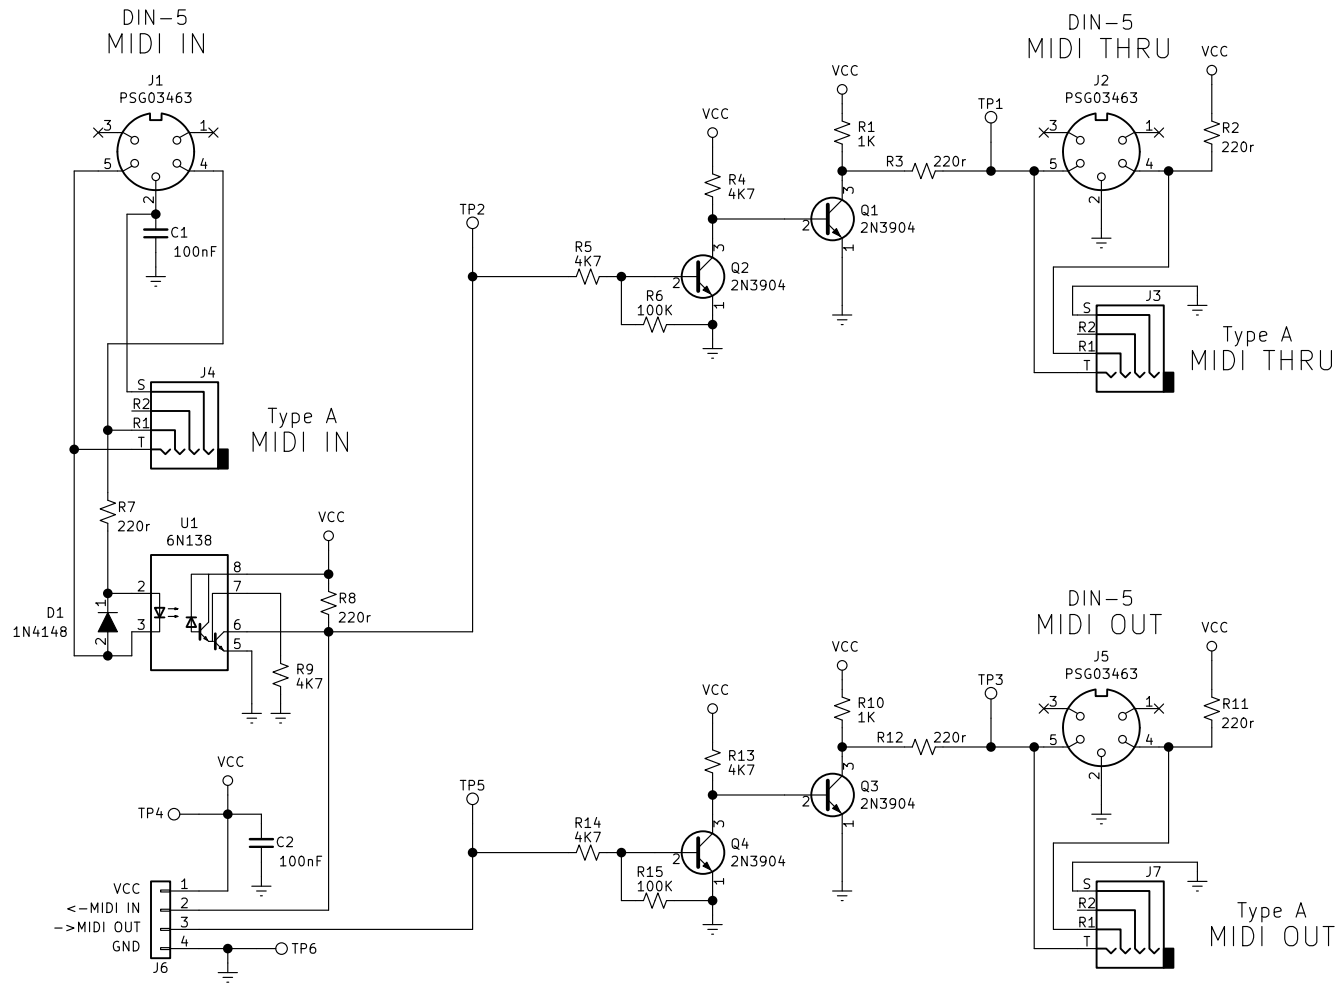 DIN-5
MIDI IN
J1
PSG03463
3
1
5
4
2
C1
100nF
J4
S
R2
R1
T
Type A
MIDI IN
R7
220r
U1
6N138
VCC
8
7
6
5
2
3
D1
1N4148
1
2
R8
220r
R9
4K7
VCC
TP4
C2
100nF
VCC
1
<-MIDI IN
2
->MIDI OUT
3
GND
4
J6
TP6
TP2
R5
4K7
R6
100K
VCC
R4
4K7
Q2
2N3904
2
3
1
VCC
R1
1K
Q1
2N3904
2
3
1
R3
220r
TP1
DIN-5
MIDI THRU
J2
PSG03463
3
1
5
4
2
VCC
R2
220r
J3
S
R2
R1
T
Type A
MIDI THRU
TP5
R14
4K7
R15
100K
VCC
R13
4K7
Q4
2N3904
2
3
1
VCC
R10
1K
Q3
2N3904
2
3
1
R12
220r
TP3
DIN-5
MIDI OUT
J5
PSG03463
3
1
5
4
2
VCC
R11
220r
J7
S
R2
R1
T
Type A
MIDI OUT